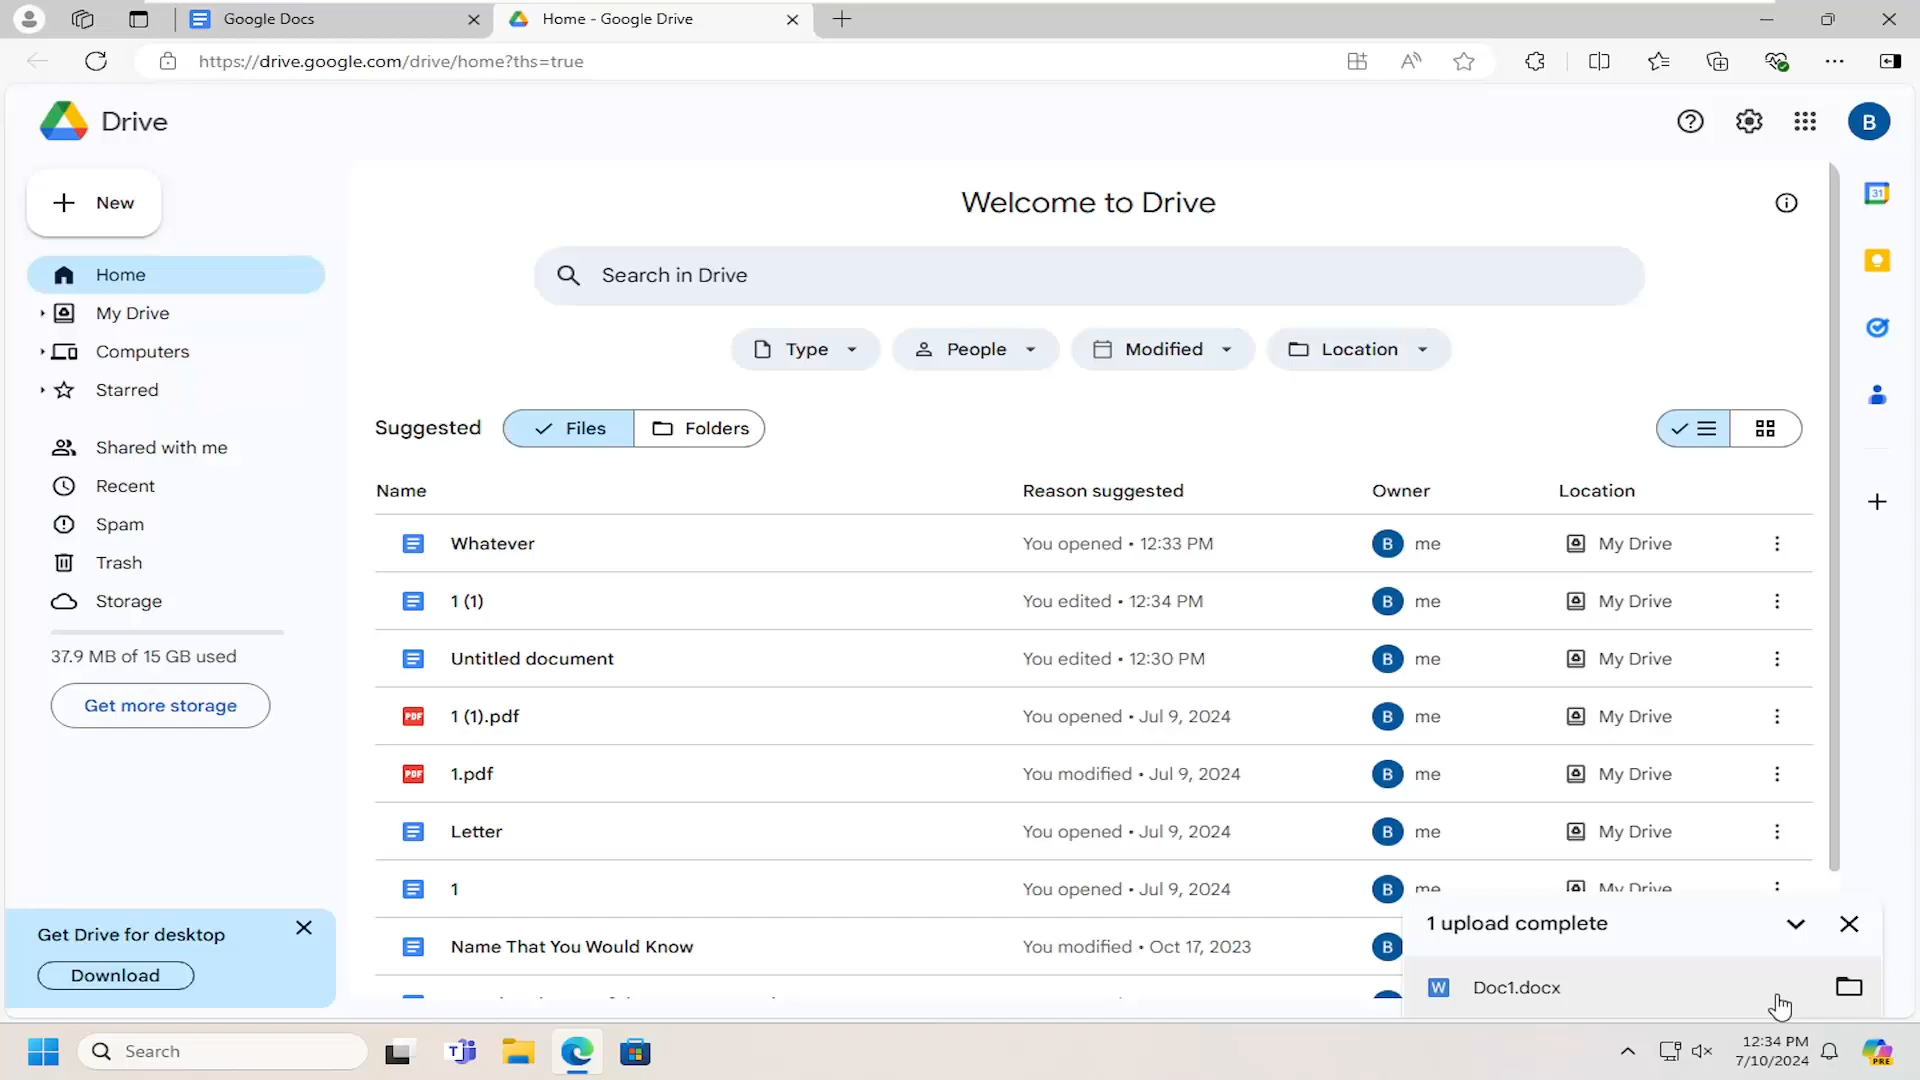 Google Docs
Home - Google Drive
https://drive.google.com/drive/home?ths=true
Drive
B
New
Welcome to Drive
31
Home
Search in Drive
My Drive
Computers
Type
People
Modified
Location
Starred
Suggested
Files
Folders
Shared with me
Recent
Name
Reason suggested
Owner
Location
Spam
Whatever
You opened • 12:33 PM
B me
My Drive
Trash
Storage
1 (1)
You edited • 12:34 PM
B me
My Drive
37.9 MB of 15 GB used
Untitled document
You edited • 12:30 PM
B me
My Drive
Get more storage
PDF 1 (1).pdf
You opened • Jul 9, 2024
B me
My Drive
PDF 1.pdf
You modified • Jul 9, 2024
B me
My Drive
Letter
You opened • Jul 9, 2024
B me
My Drive
1
You opened • Jul 9, 2024
B me
My Drive
Get Drive for desktop
Download
Name That You Would Know
You modified • Oct 17, 2023
B
1 upload complete
W Doc1.docx
Search
T
12:34 PM
7/10/2024
PRE